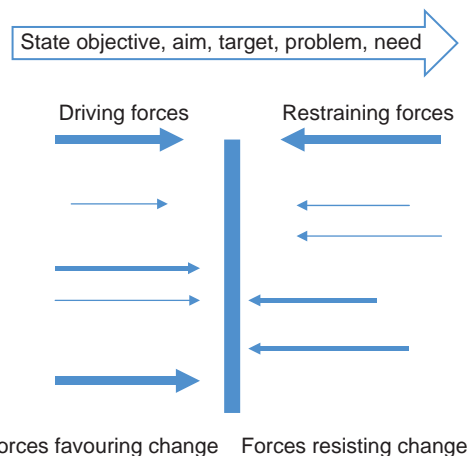 State objective, aim, target, problem, need
Driving forces Restraining forces
orces favouring change Forces resisting change